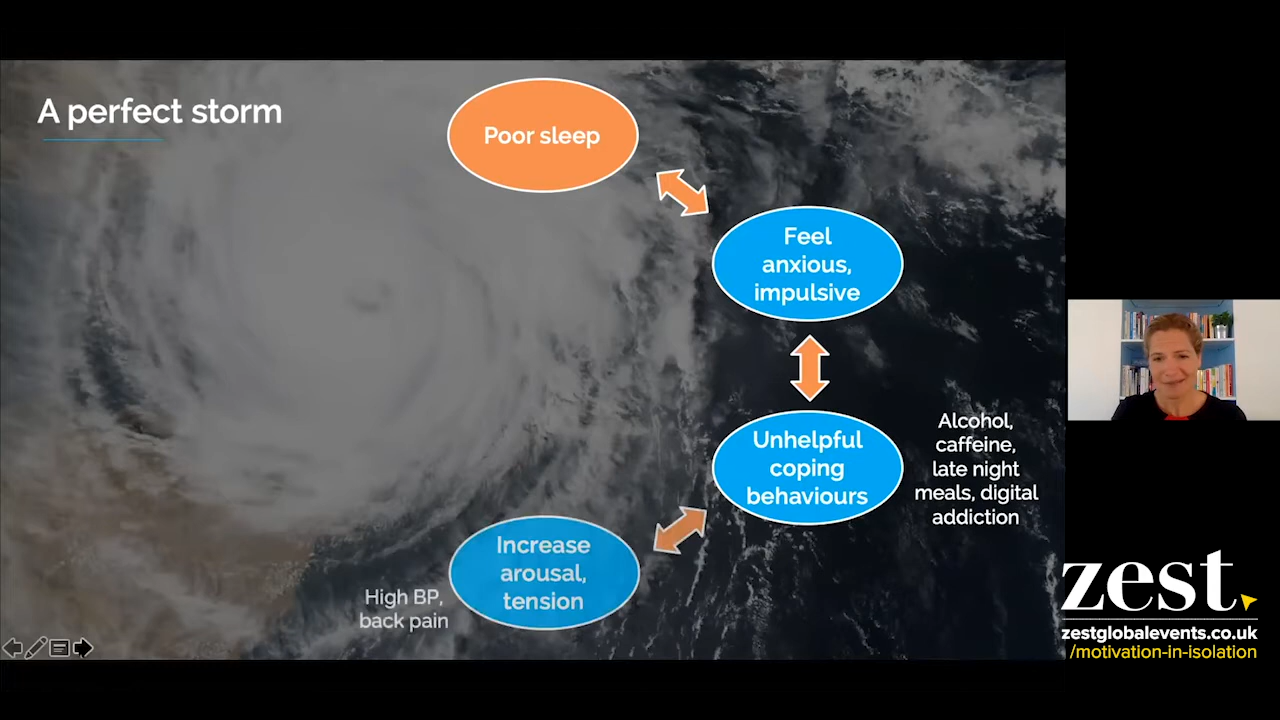 A perfect storm
Poor sleep
Feel
anxious,
impulsive
Unhelpful
coping
behaviours
Alcohol,
caffeine,
late night
meals, digital
addiction
Increase
arousal,
tension
High BP,
back pain
zest.
zestglobalevents.co.uk
/motivation-in-isolation